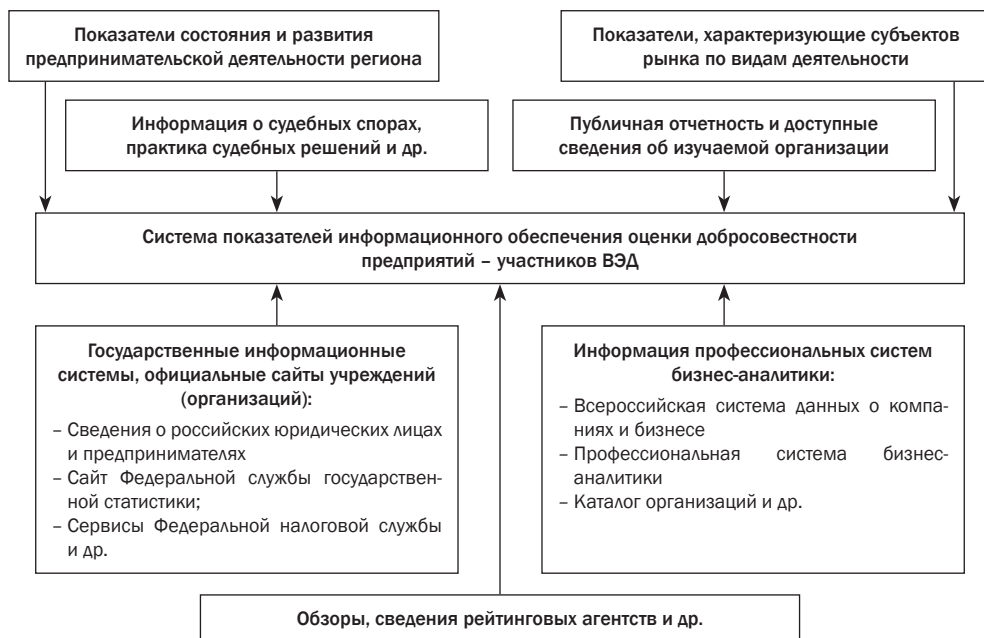 Показатели состояния и развития
предпринимательской деятельности региона
Показатели, характеризующие субъектов
рынка по видам деятельности
Информация о судебных спорах,
практика судебных решений и др.
Публичная отчетность и доступные
сведения об изучаемой организации
Система показателей информационного обеспечения оценки добросовестности
предприятий – участников ВЭД
Государственные информационные
системы, официальные сайты учреждений
(организаций):
– Сведения о российских юридических лицах
и предпринимателях
– Сайт Федеральной службы государствен-
ной статистики;
– Сервисы Федеральной налоговой службы
и др.
Информация профессиональных систем
бизнес-аналитики:
– Всероссийская система данных о компа-
ниях и бизнесе
– Профессиональная система бизнес-
аналитики
– Каталог организаций и др.
Обзоры, сведения рейтинговых агентств и др.